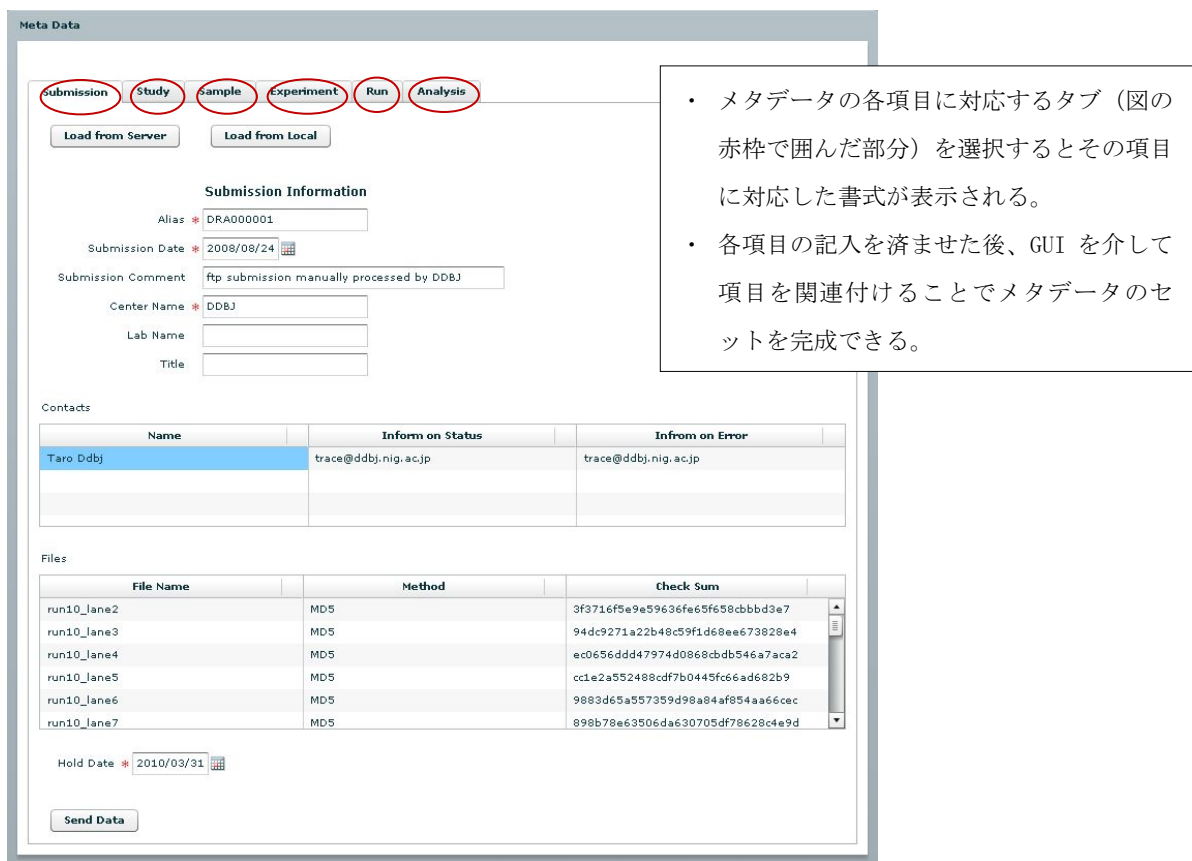 Meta Data
Submission Study Sample Experiment Run Analysis
Load from Server Load from Local
Submission Information
Alias * DRA000001
Submission Date * 2008/08/24
Submission Comment ftp submission manually processed by DDBJ
Center Name * DDBJ
Lab Name
Title
・ メタデータの各項目に対応するタブ（図の
赤枠で囲んだ部分）を選択するとその項目
に対応した書式が表示される。
・ 各項目の記入を済ませた後、GUI を介して
項目を関連付けることでメタデータのセ
ットを完成できる。
Contacts
Name Inform on Status Infrom on Error
Taro Ddbj trace@ddbj.nig.ac.jp trace@ddbj.nig.ac.jp
Files
File Name Method Check Sum
run10_lane2 MD5 3f3716f5e9e59636fe65f658cbbbd3e7
run10_lane3 MD5 94dc9271a22b48c59f1d68ee673828e4
run10_lane4 MD5 ec0656ddd47974d0868cbdb546a7aca2
run10_lane5 MD5 cc1e2a552488cdf7b0445fc66ad682b9
run10_lane6 MD5 9883d65a557359d98a84af854aa66cec
run10_lane7 MD5 898b78e63506da630705df78628c4e9d
Hold Date * 2010/03/31
Send Data